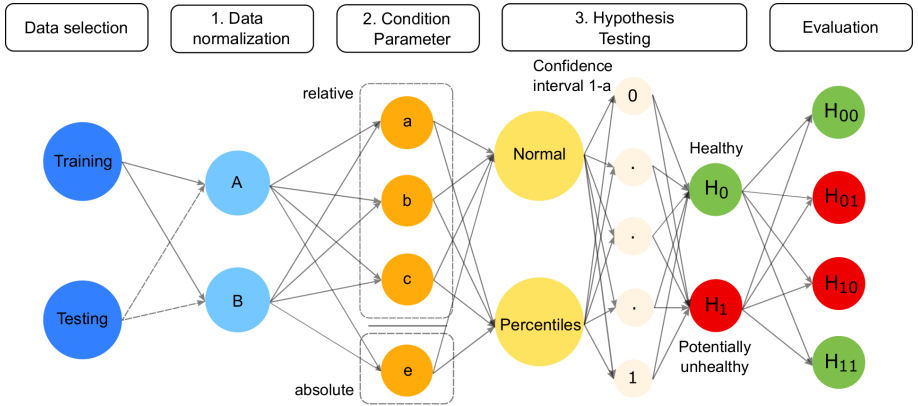 Data selection
1. Data
normalization
2. Condition
Parameter
3. Hypothesis
Testing
Evaluation
relative
absolute
Training
Testing
A
B
a
b
c
e
Normal
Percentiles
Confidence
interval 1-a
0
.
.
.
.
1
Healthy
H0
H1
Potentially
unhealthy
H00
H01
H10
H11